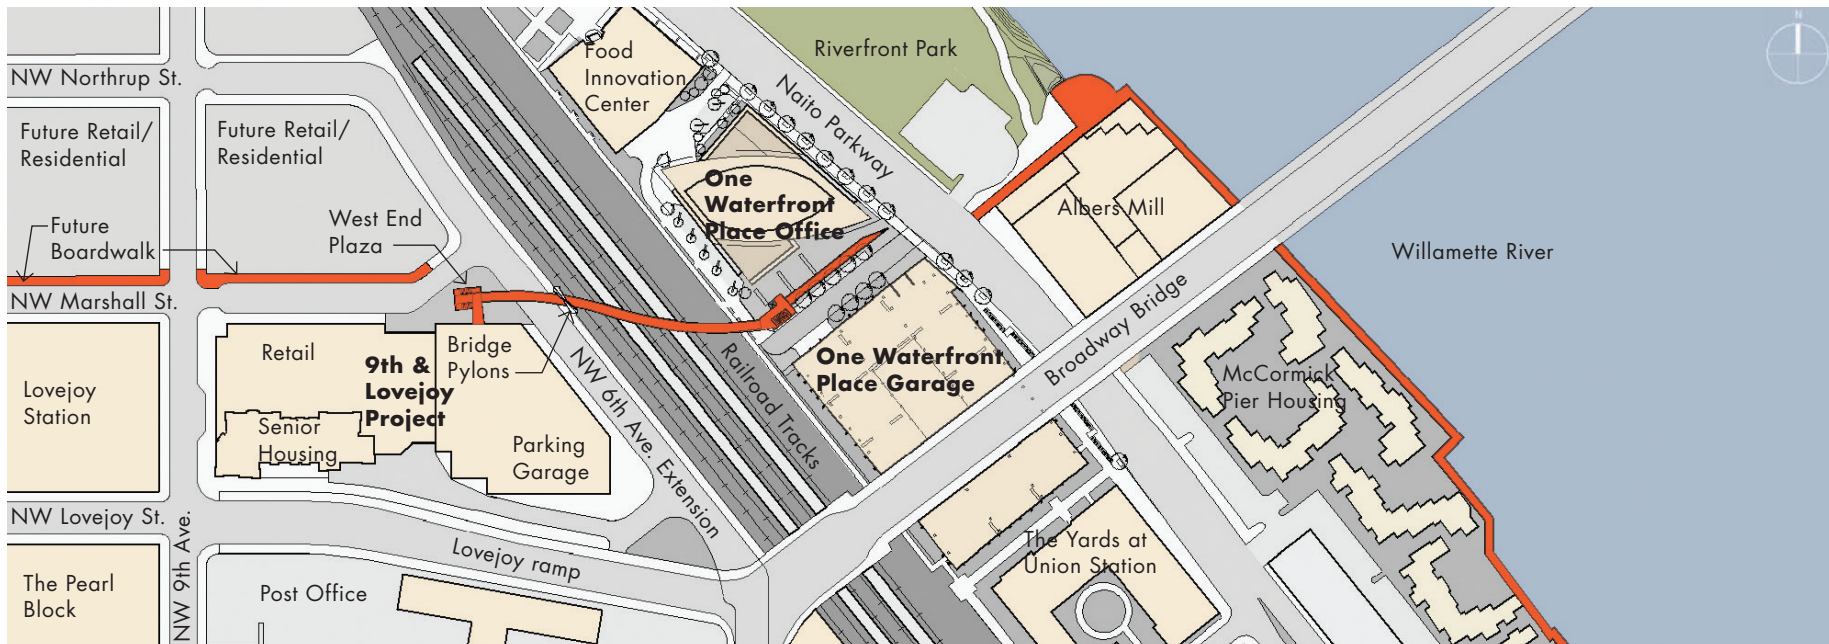 N
Riverfront Park
Food
Innovation
Center
NW Northrup St.
Naito Parkway
Future Retail/
Residential
Future Retail/
Residential
One
Waterfront
Place Office
Albers Mill
West End
Plaza
Future
Boardwalk
Willamette River
NW Marshall St.
Broadway Bridge
Retail
Bridge
Pylons
9th &
Lovejoy
Project
One Waterfront
Place Garage
Railroad Tracks
NW 6th Ave. Extension
McCormick
Pier Housing
Lovejoy
Station
Senior
Housing
Parking
Garage
NW Lovejoy St.
NW 9th Ave.
Lovejoy ramp
The Yards at
Union Station
The Pearl
Block
Post Office